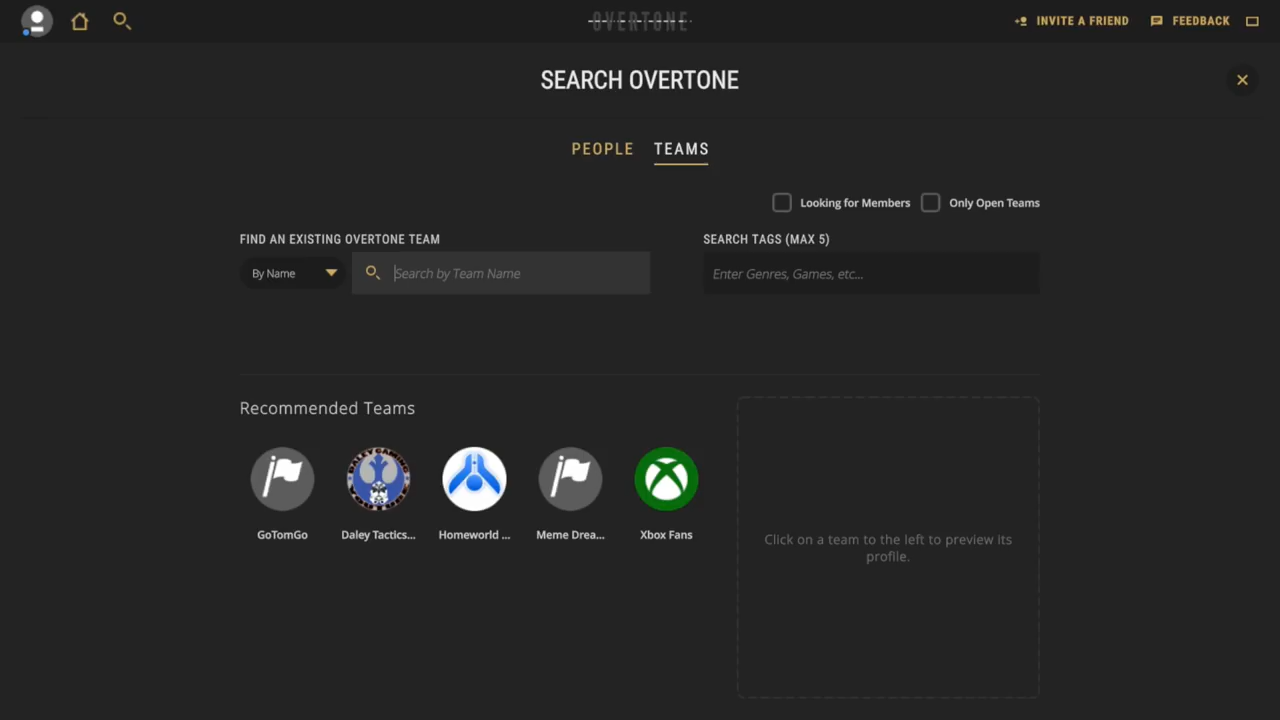 OVERTONE
INVITE A FRIEND
FEEDBACK
SEARCH OVERTONE
PEOPLE
TEAMS
Looking for Members
Only Open Teams
FIND AN EXISTING OVERTONE TEAM
SEARCH TAGS (MAX 5)
By Name
Search by Team Name
Enter Genres, Games, etc...
Recommended Teams
DALEY GAMING
GoTomGo
Daley Tactics...
Homeworld ...
Meme Drea...
Xbox Fans
Click on a team to the left to preview its
profile.